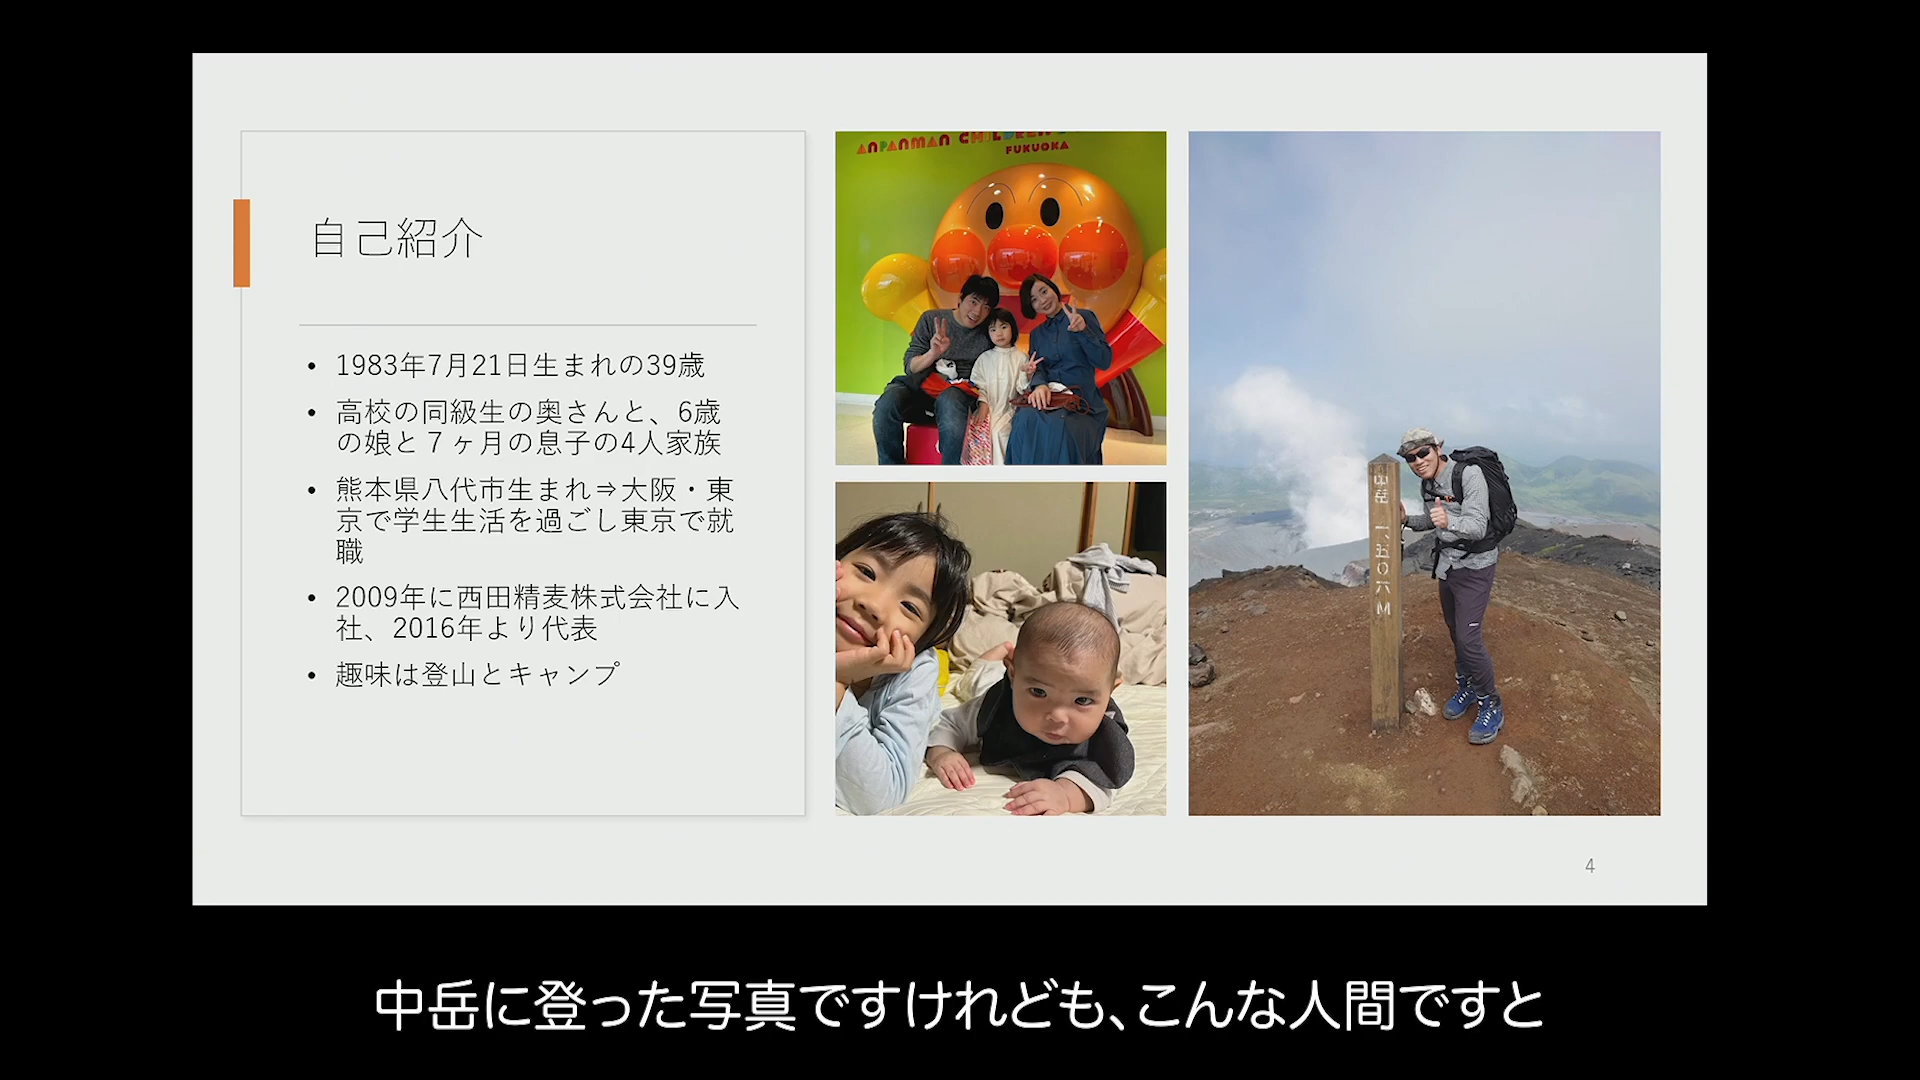 自己紹介
• 1983年7月21日生まれの39歳
• 高校の同級生の奥さんと、6歳
の娘と７ヶ月の息子の4人家族
• 熊本県八代市生まれ⇒大阪・東
京で学生生活を過ごし東京で就
職
• 2009年に西田精麦株式会社に入
社、2016年より代表
• 趣味は登山とキャンプ
ANPANMAN CHILDREN'S
FUKUOKA
中岳 一、五〇六M
4
中岳に登った写真ですけれども、こんな人間ですと